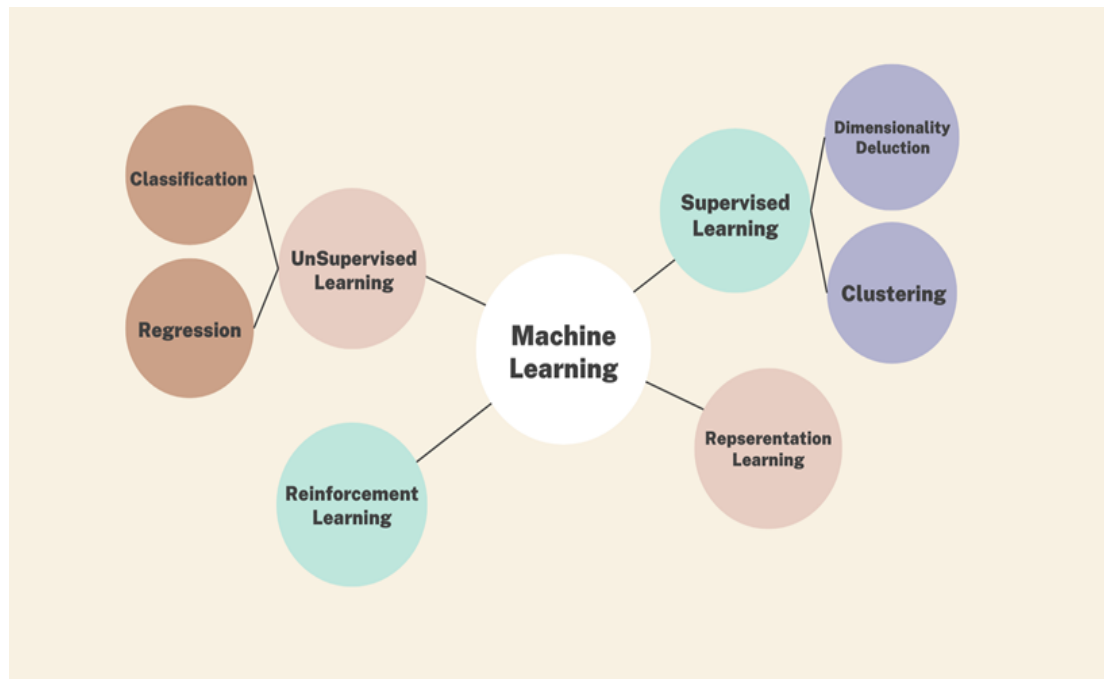 Classification
Regression
UnSupervised
Learning
Reinforcement
Learning
Machine
Learning
Supervised
Learning
Dimensionality
Deluction
Clustering
Repserentation
Learning